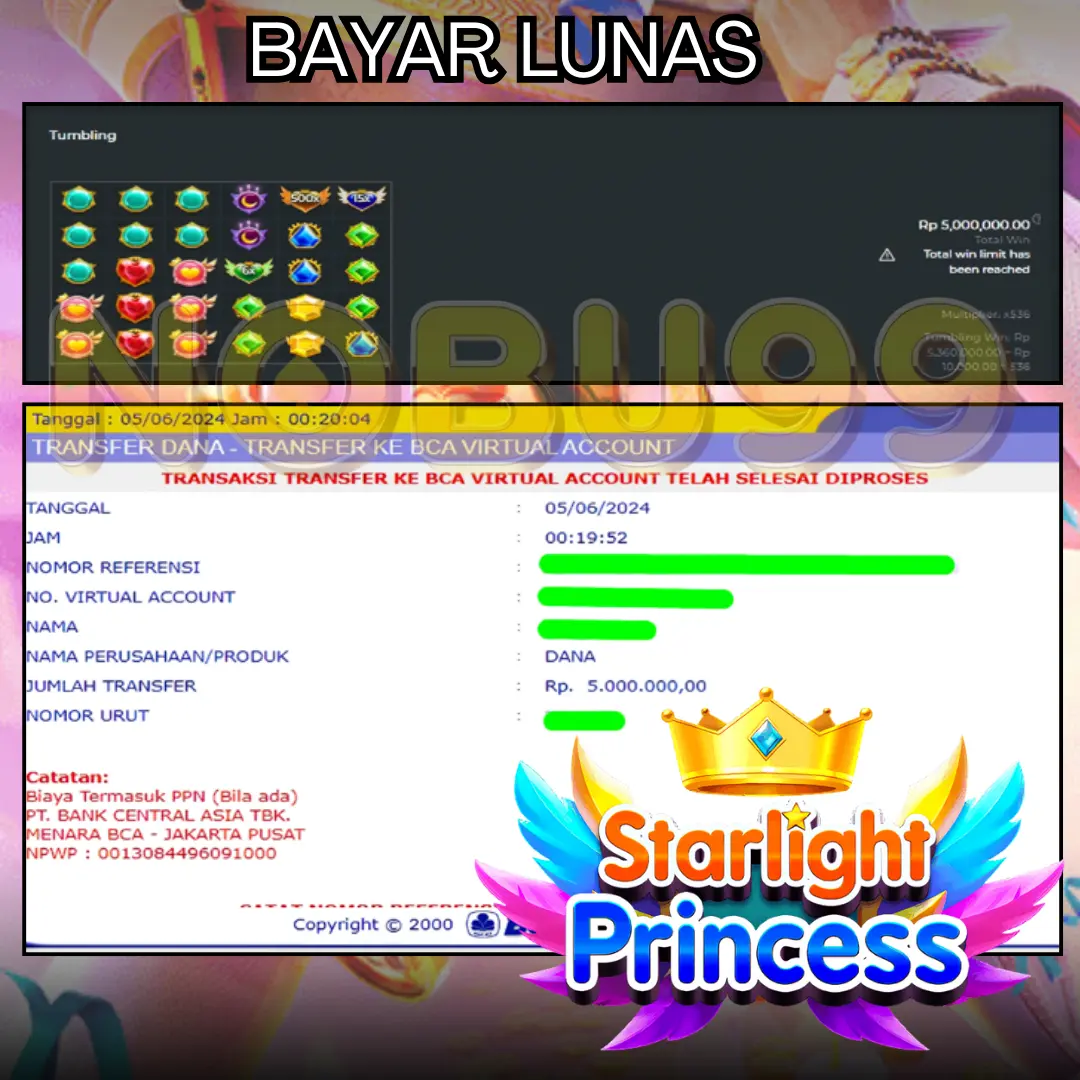 BAYAR LUNAS
Tumbling
500x
15x
6x
Rp 5,000,000.00
Total Win
Total win limit has
been reached
Multiplier: x536
Tumbling Win: Rp
5,360,000.00 = Rp
10,000.00 * 536
NOBU99
Tanggal : 05/06/2024 Jam : 00:20:04
TRANSFER DANA - TRANSFER KE BCA VIRTUAL ACCOUNT
TRANSAKSI TRANSFER KE BCA VIRTUAL ACCOUNT TELAH SELESAI DIPROSES
TANGGAL : 05/06/2024
JAM : 00:19:52
NOMOR REFERENSI :
NO. VIRTUAL ACCOUNT :
NAMA :
NAMA PERUSAHAAN/PRODUK : DANA
JUMLAH TRANSFER : Rp. 5.000.000,00
NOMOR URUT :
Catatan:
Biaya Termasuk PPN (Bila ada)
PT. BANK CENTRAL ASIA TBK.
MENARA BCA - JAKARTA PUSAT
NPWP : 0013084496091000
Copyright © 2000
Starlight
Princess